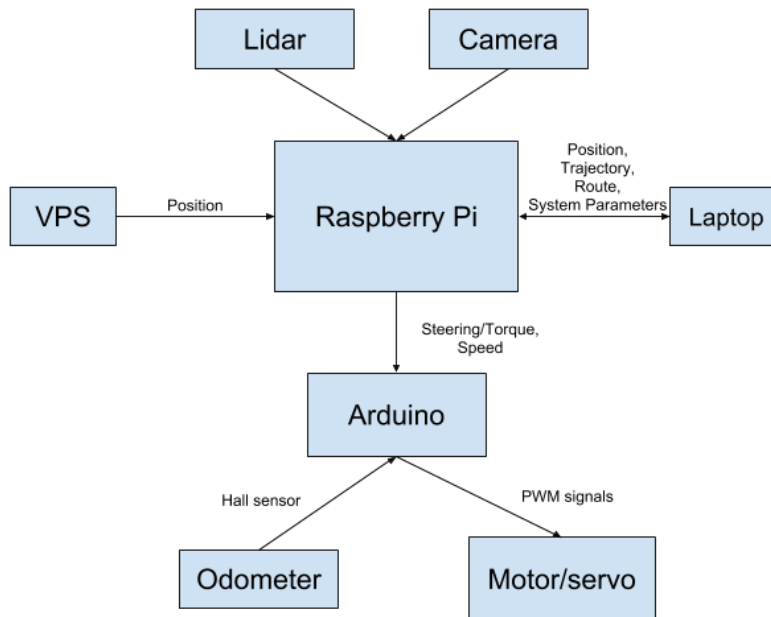 Lidar
Camera
Position,
Trajectory,
Route,
System Parameters
VPS
Position
Raspberry Pi
Laptop
Steering/Torque,
Speed
Arduino
Hall sensor
PWM signals
Odometer
Motor/servo